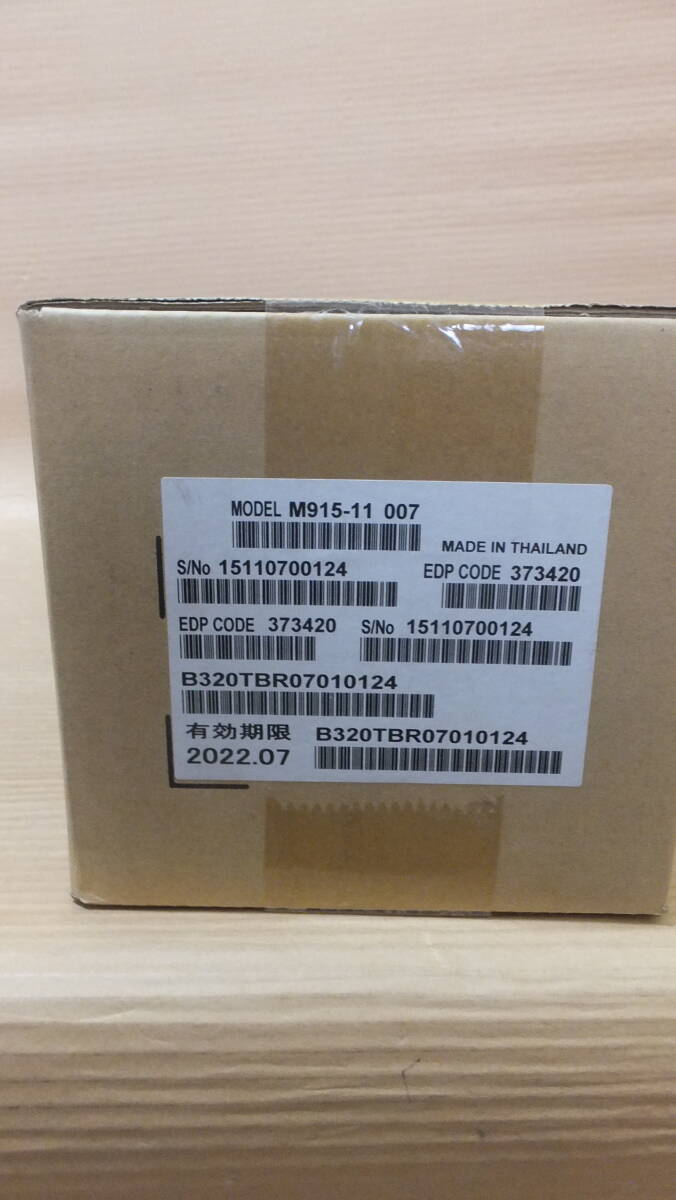 MODEL M915-11 007
MADE IN THAILAND
S/No 15110700124
EDP CODE 373420
EDP CODE 373420
S/No 15110700124
B320TBR07010124
有効期限
2022.07
B320TBR07010124